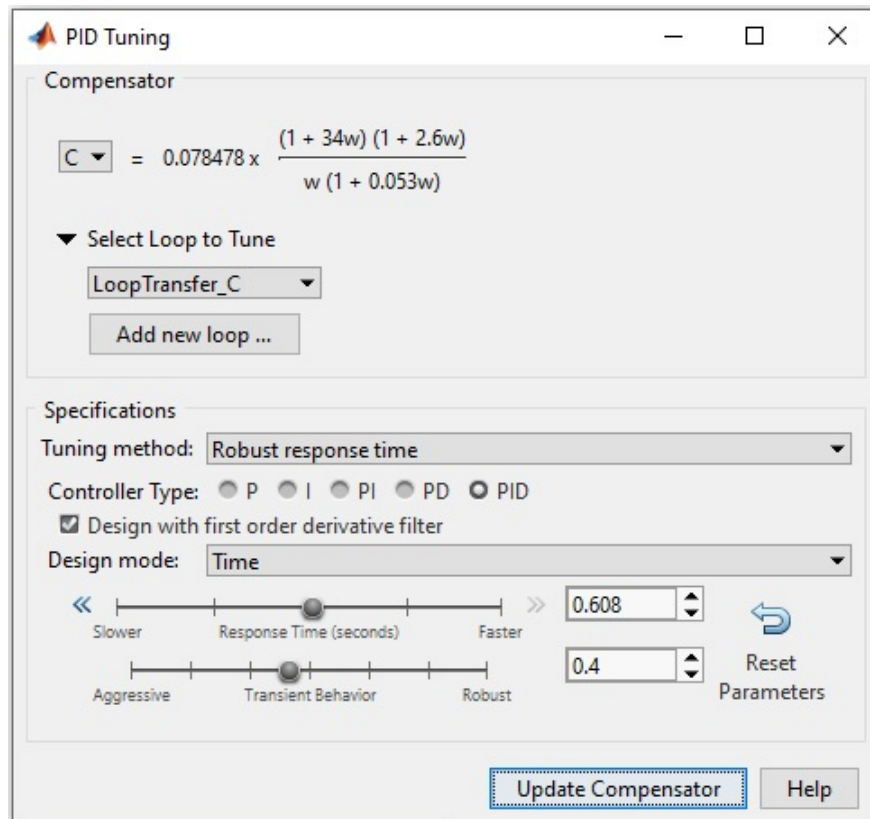 PID Tuning
Compensator
C = 0.078478 x (1 + 34w) (1 + 2.6w)
w (1 + 0.053w)
Select Loop to Tune
LoopTransfer_C
Add new loop ...
Specifications
Tuning method: Robust response time
Controller Type: P I PI PD PID
Design with first order derivative filter
Design mode: Time
0.608
Slower Response Time (seconds) Faster
0.4
Aggressive Transient Behavior Robust
Reset
Parameters
Update Compensator Help